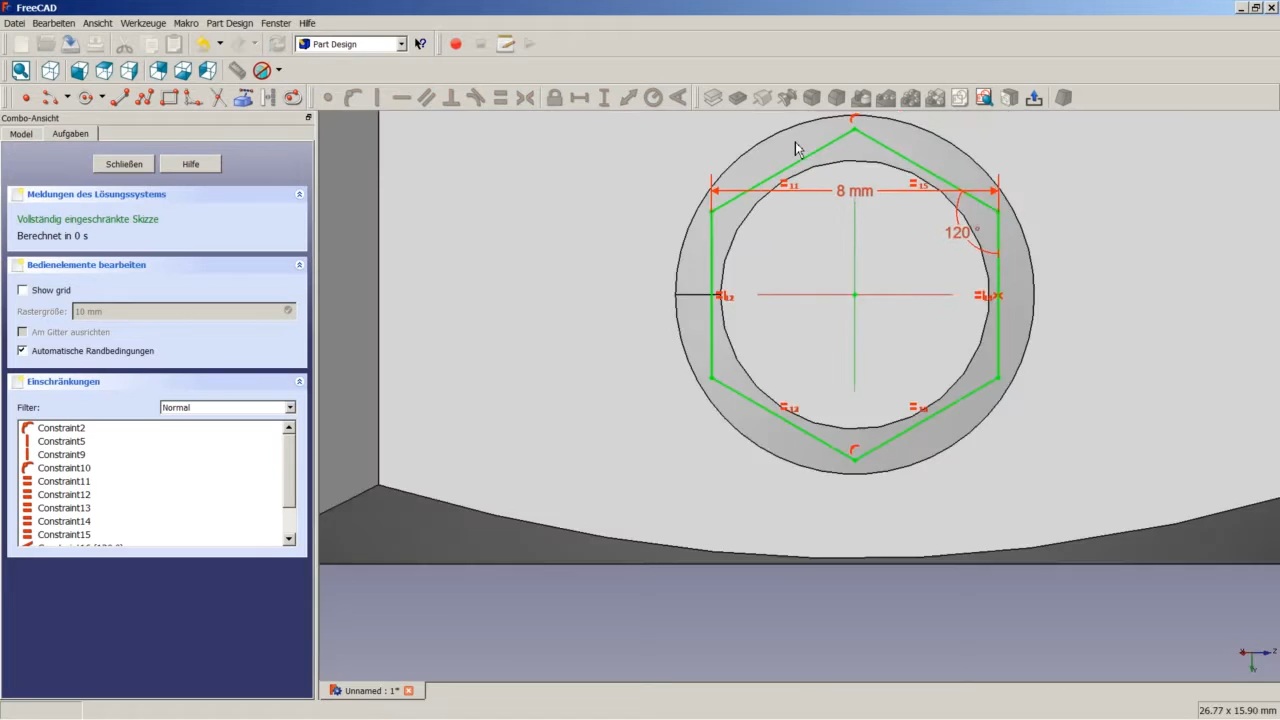 FreeCAD
Datei Bearbeiten Ansicht Werkzeuge Makro Part Design Fenster Hilfe
Part Design
Combo-Ansicht
Model Aufgaben
Schließen Hilfe
Meldungen des Lösungssystems
Vollständig eingeschränkte Skizze
Berechnet in 0 s
Bedienelemente bearbeiten
Show grid
Rastergröße: 10 mm
Am Gitter ausrichten
Automatische Randbedingungen
Einschränkungen
Filter: Normal
Constraint2
Constraint5
Constraint9
Constraint10
Constraint11
Constraint12
Constraint13
Constraint14
Constraint15
11 15
8 mm
120 °
12
Unnamed : 1*
26.77 x 15.90 mm